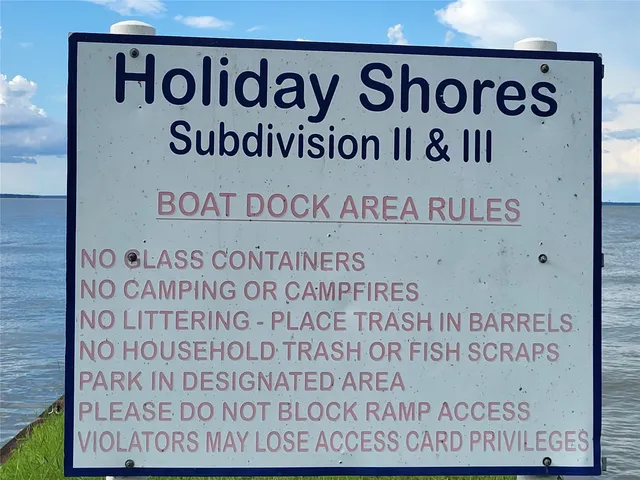 Holiday Shores
Subdivision II & III
BOAT DOCK AREA RULES
NO GLASS CONTAINERS
NO CAMPING OR CAMPFIRES
NO LITTERING - PLACE TRASH IN BARRELS
NO HOUSEHOLD TRASH OR FISH SCRAPS
PARK IN DESIGNATED AREA
PLEASE DO NOT BLOCK RAMP ACCESS
VIOLATORS MAY LOSE ACCESS CARD PRIVILEGES